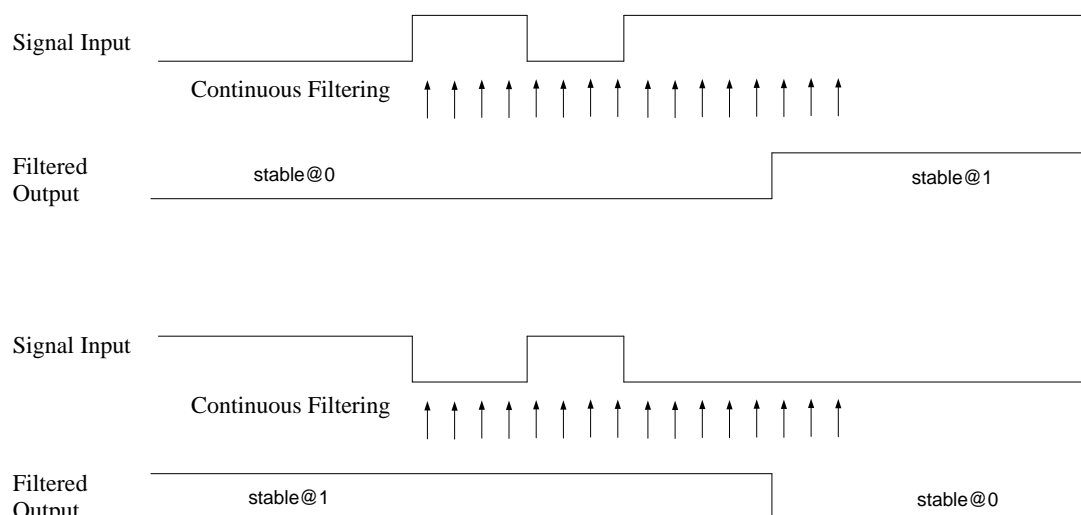 Signal Input
Continuous Filtering
Filtered
Output
stable@0
stable@1
Signal Input
Continuous Filtering
Filtered
Output
stable@1
stable@0